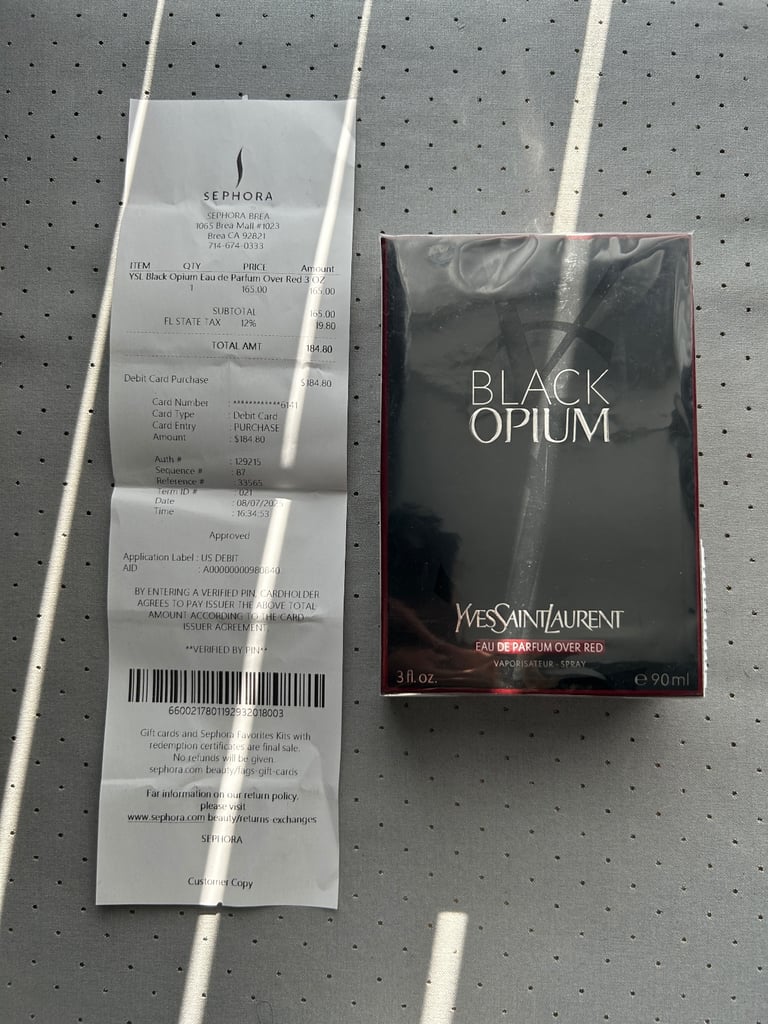 SEPHORA
SEPHORA BREA
1065 Brea Mall #1023
Brea CA 92821
714-674-0333
ITEM QTY PRICE Amount
YSL Black Opium Eau de Parfum Over Red 3 OZ
1 165.00 165.00
SUBTOTAL 165.00
FL STATE TAX 12% 19.80
TOTAL AMT 184.80
Debit Card Purchase $184.80
Card Number : ************6141
Card Type : Debit Card
Card Entry : PURCHASE
Amount : $184.80
Auth # : 129215
Sequence # : 87
Reference # : 33565
Term ID # : 021
Date : 08/07/2025
Time : 16:34:53
Approved
Application Label : US DEBIT
AID : A00000000980840
BY ENTERING A VERIFIED PIN, CARDHOLDER
AGREES TO PAY ISSUER THE ABOVE TOTAL
AMOUNT ACCORDING TO THE CARD
ISSUER AGREEMENT
**VERIFIED BY PIN**
6600217801192932018003
Gift cards and Sephora Favorites Kits with
redemption certificates are final sale.
No refunds will be given.
sephora.com beauty/faqs-gift-cards
Far information on our return policy.
please visit
www.sephora.com beauty/returns-exchanges
SEPHORA
Customer Copy
BLACK
OPIUM
YVESSAINTLAURENT
EAU DE PARFUM OVER RED
VAPORISATEUR - SPRAY
3 fl. oz. e 90 ml